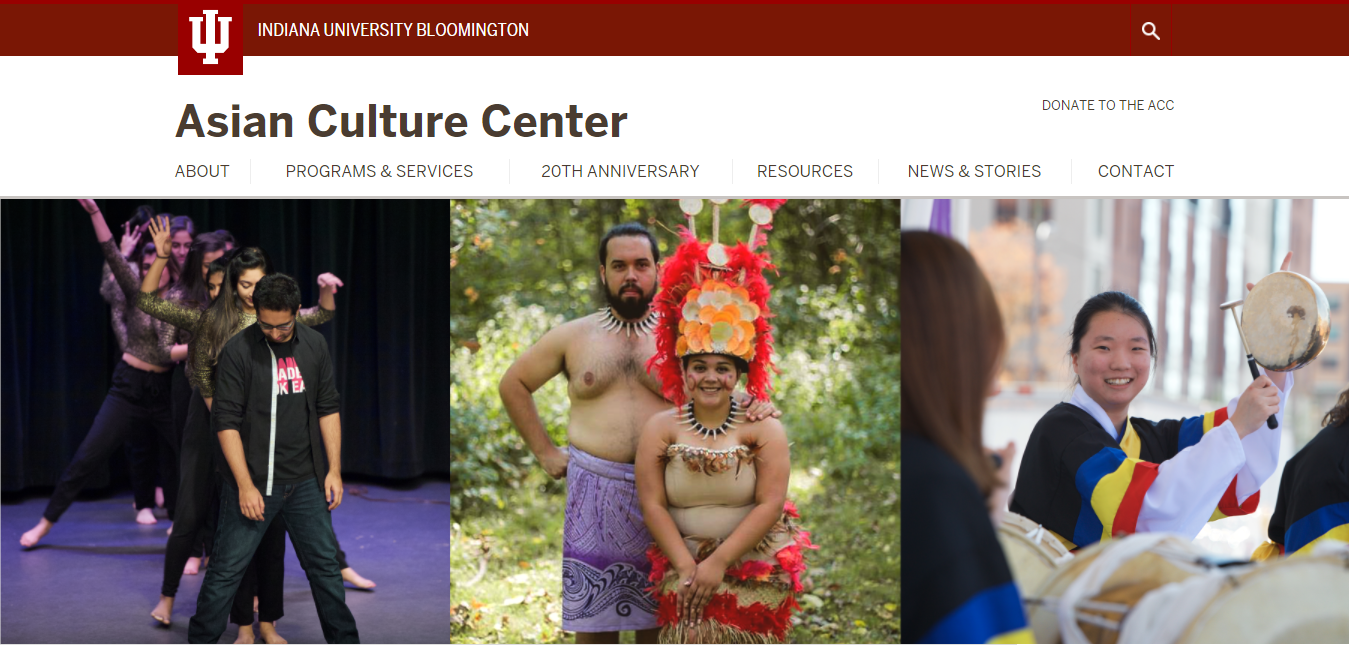 INDIANA UNIVERSITY BLOOMINGTON
Asian Culture Center
DONATE TO THE ACC
ABOUT PROGRAMS & SERVICES 20TH ANNIVERSARY RESOURCES NEWS & STORIES CONTACT